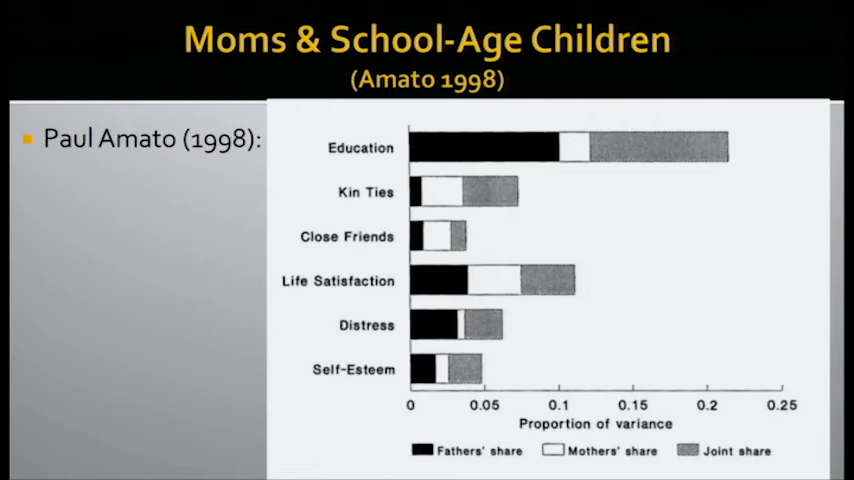 Moms & School-Age Children
(Amato 1998)
Paul Amato (1998):
Education
Kin Ties
Close Friends
Life Satisfaction
Distress
Self-Esteem
0 0.05 0.1 0.15 0.2 0.25
Proportion of variance
Fathers' share Mothers' share Joint share